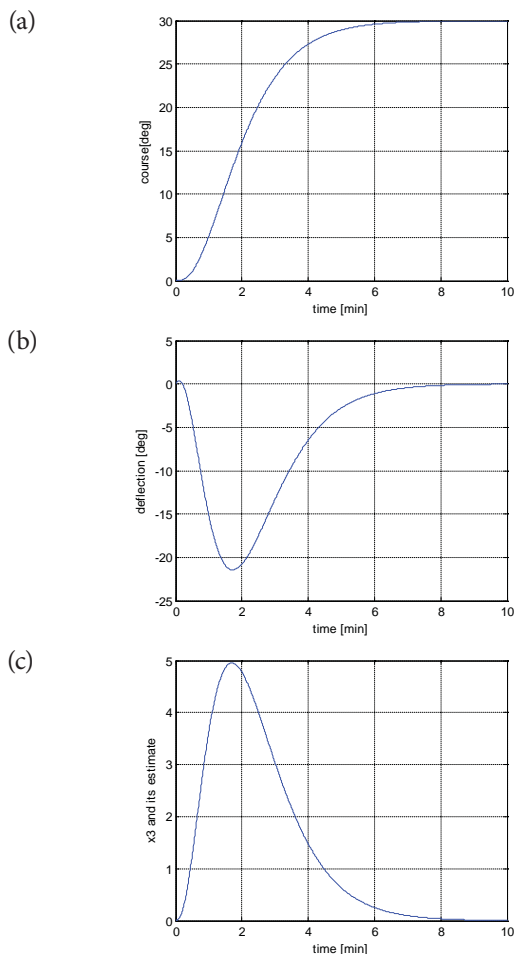 (a)
30
25
20
15
10
5
0
course[deg]
0 2 4 6 8 10
time [min]
(b)
5
0
-5
-10
-15
-20
-25
deflection [deg]
0 2 4 6 8 10
time [min]
(c)
5
4
3
2
1
0
x3 and its estimate
0 2 4 6 8 10
time [min]